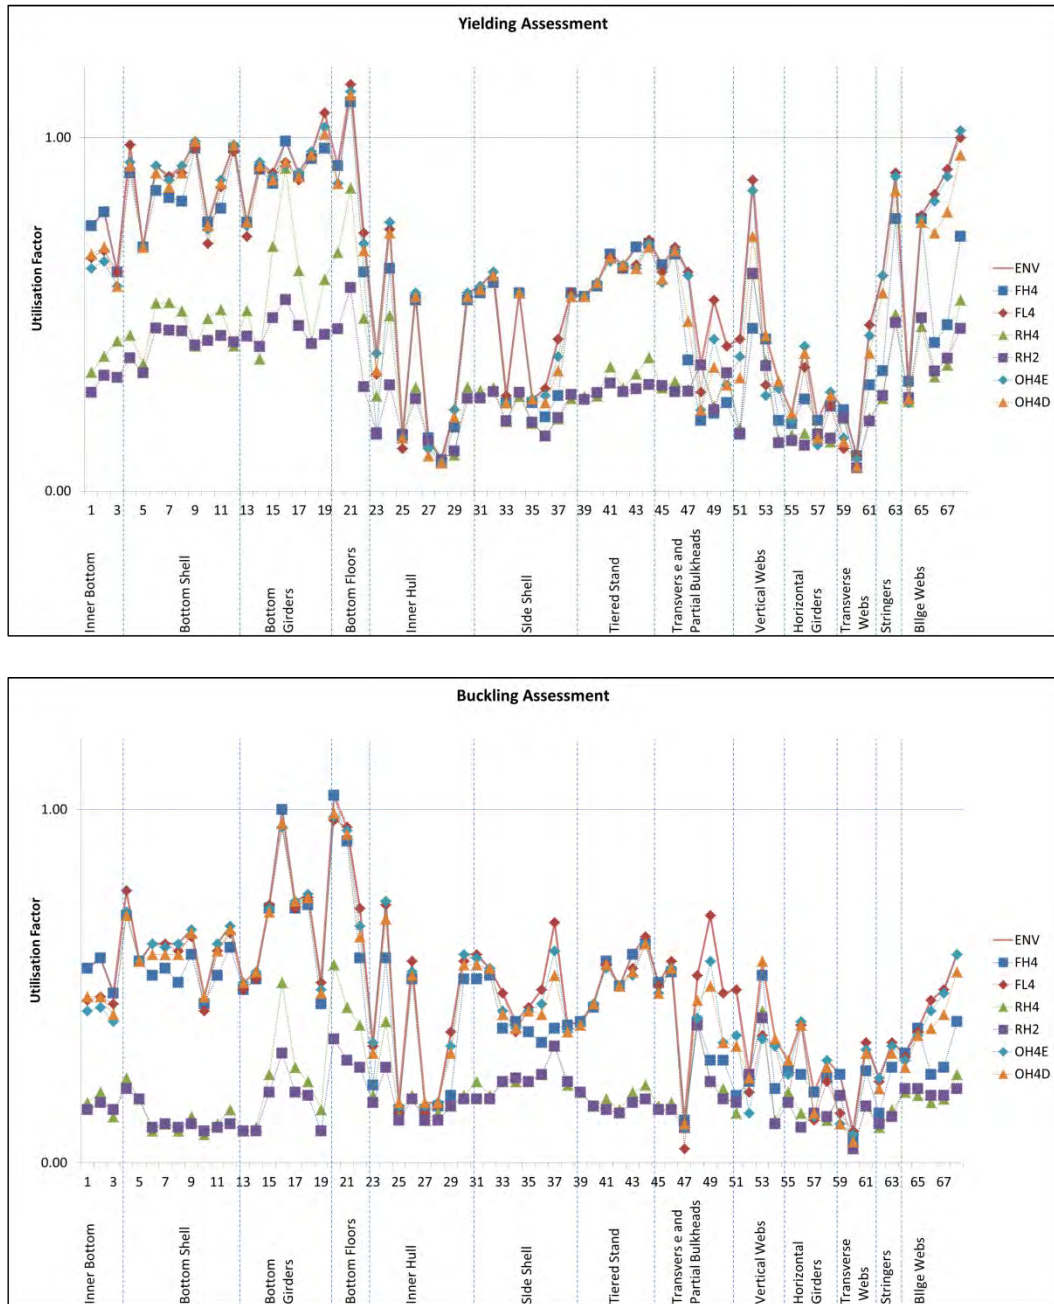 Yielding Assessment
Utilisation Factor
1.00
0.00
1 3 5 7 9 11 13 15 17 19 21 23 25 27 29 31 33 35 37 39 41 43 45 47 49 51 53 55 57 59 61 63 65 67
Inner Bottom
Bottom Shell
Bottom
Girders
Bottom Floors
Inner Hull
Side Shell
Tiered Stand
Transvers e and
Partial Bulkheads
Vertical Webs
Horizontal
Girders
Transverse
Webs
Stringers
BIlge Webs
ENV
FH4
FL4
RH4
RH2
OH4E
OH4D
Buckling Assessment
Utilisation Factor
1.00
0.00
1 3 5 7 9 11 13 15 17 19 21 23 25 27 29 31 33 35 37 39 41 43 45 47 49 51 53 55 57 59 61 63 65 67
Inner Bottom
Bottom Shell
Bottom
Girders
Bottom Floors
Inner Hull
Side Shell
Tiered Stand
Transvers e and
Partial Bulkheads
Vertical Webs
Horizontal
Girders
Transverse
Webs
Stringers
BIlge Webs
ENV
FH4
FL4
RH4
RH2
OH4E
OH4D